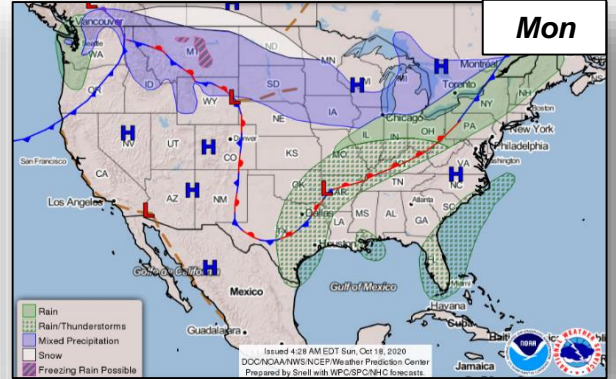 Mon
H
L
Vancouver
Seattle
WA
MT
ND
MN
OR
ID
WY
SD
WI
MI
H
H
Montréal
Toronto
NH
NY
Boston
L
NE
IA
Chicago
IL
IN
OH
PA
New York
Philadelphia
Washington
San Francisco
H
NV
UT
H
Denver
CO
KS
MO
KY
VA
CA
AZ
H
NM
OK
L
AR
TN
H
NC
Los Angeles
L
Dallas
TX
LA
MS
AL
Atlanta
GA
SC
Houston
FL
Miami
Golfo de California
H
Mexico
Gulf of Mexico
Havana
Cuba
Guadalajara
Jamaica
Rain
Rain/Thunderstorms
Mixed Precipitation
Snow
Freezing Rain Possible
Issued 4:28 AM EDT Sun, Oct 18, 2020
DOC/NOAA/NWS/NCEP/Weather Prediction Center
Prepared by Snell with WPC/SPC/NHC forecasts.
NOAA